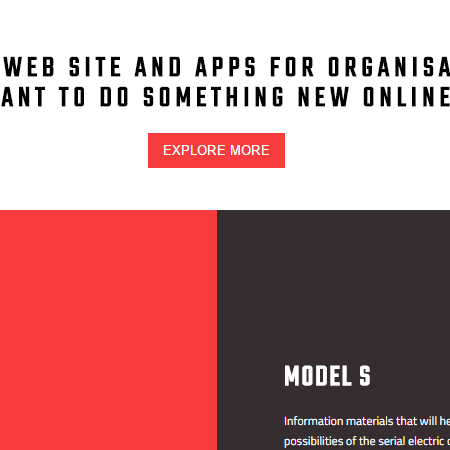 WEB SITE AND APPS FOR ORGANISA
ANT TO DO SOMETHING NEW ONLINE
EXPLORE MORE
MODEL S
Information materials that will he
possibilities of the serial electric